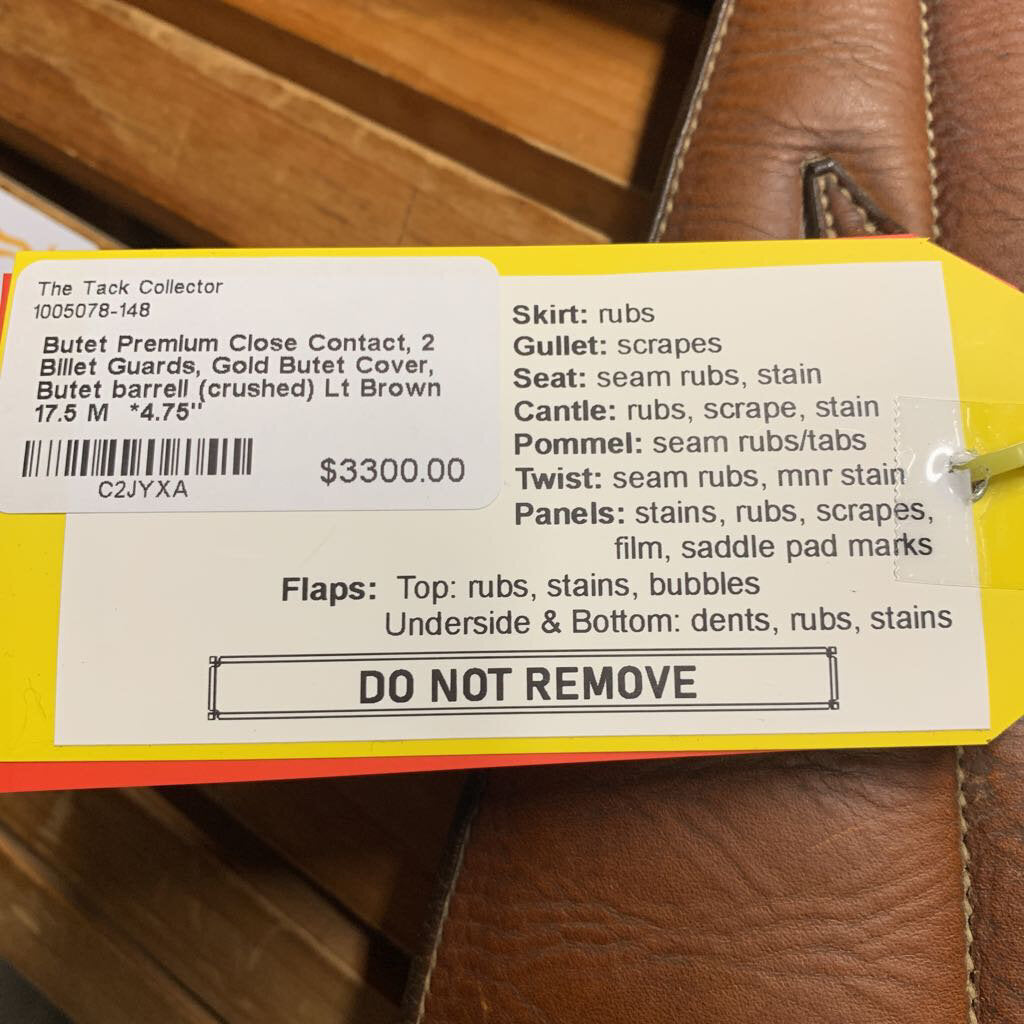 The Tack Collector
1005078-148
Butet Premium Close Contact, 2
Billet Guards, Gold Butet Cover,
Butet barrell (crushed) Lt Brown
17.5 M *4.75"
C2JYXA
$3300.00
Skirt: rubs
Gullet: scrapes
Seat: seam rubs, stain
Cantle: rubs, scrape, stain
Pommel: seam rubs/tabs
Twist: seam rubs, mnr stain
Panels: stains, rubs, scrapes,
film, saddle pad marks
Flaps: Top: rubs, stains, bubbles
Underside & Bottom: dents, rubs, stains
DO NOT REMOVE